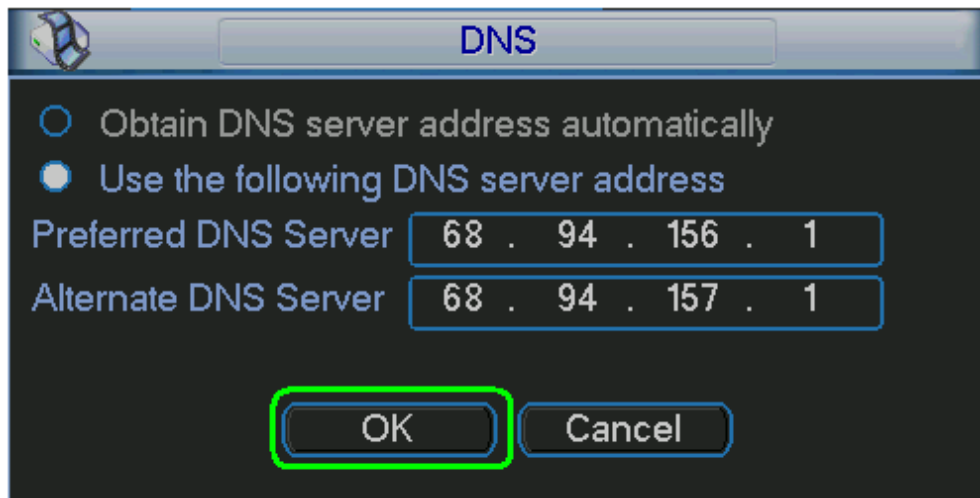 DNS
Obtain DNS server address automatically
Use the following DNS server address
Preferred DNS Server 68 . 94 . 156 . 1
Alternate DNS Server 68 . 94 . 157 . 1
OK Cancel